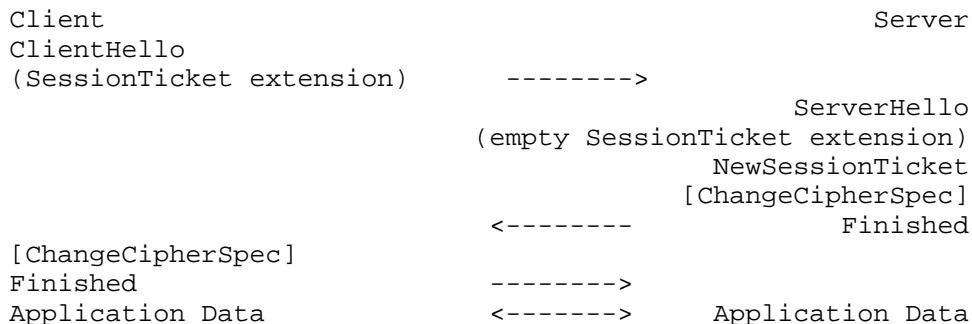 Client                                               Server
ClientHello
(SessionTicket extension)      -------->
                                                ServerHello
                            (empty SessionTicket extension)
                                           NewSessionTicket
                                         [ChangeCipherSpec]
                              <--------            Finished
[ChangeCipherSpec]
Finished                      -------->
Application Data              <------->    Application Data